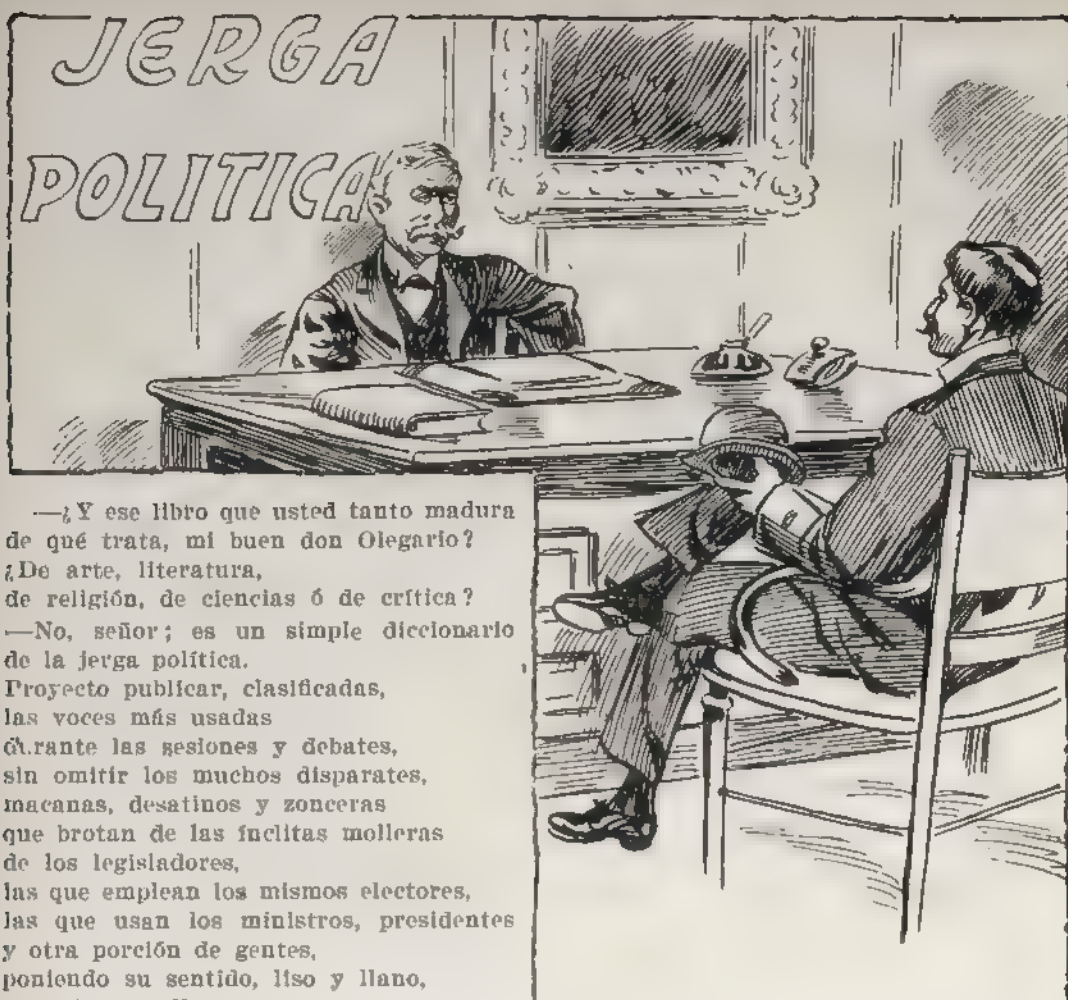 JERGA
POLITICA
—¿Y ese libro que usted tanto madura
de qué trata, mi buen don Olegario?
¿De arte, literatura,
de religión, de ciencias ó de crítica?
—No, señor; es un simple diccionario
de la jerga política.
Proyecto publicar, clasificadas,
las voces más usadas
durante las sesiones y debates,
sin omitir los muchos disparates,
macanas, desatinos y zonceras
que brotan de las ínclitas molleras
de los legisladores,
las que emplean los mismos electores,
las que usan los ministros, presidentes
y otra porción de gentes,
poniendo su sentido, liso y llano,